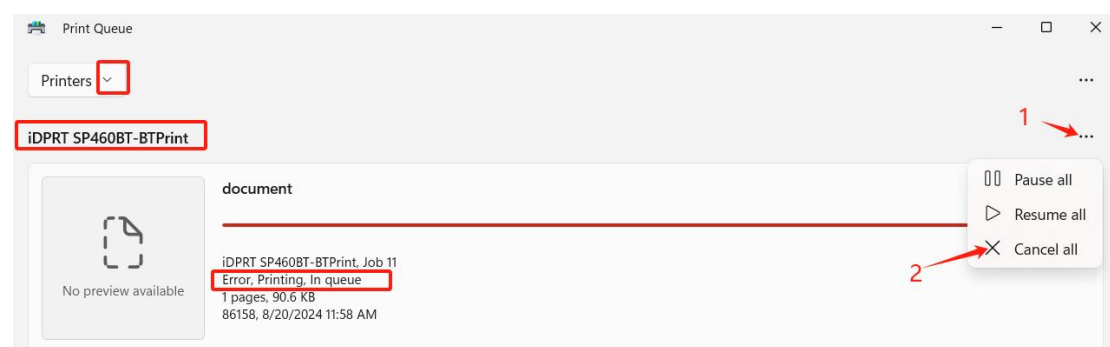 Print Queue
Printers
...
iDPRT SP460BT-BTPrint
1
...
Pause all
document
Resume all
Cancel all
2
iDPRT SP460BT-BTPrint, Job 11
Error, Printing, In queue
No preview available
1 pages, 90.6 KB
86158, 8/20/2024 11:58 AM